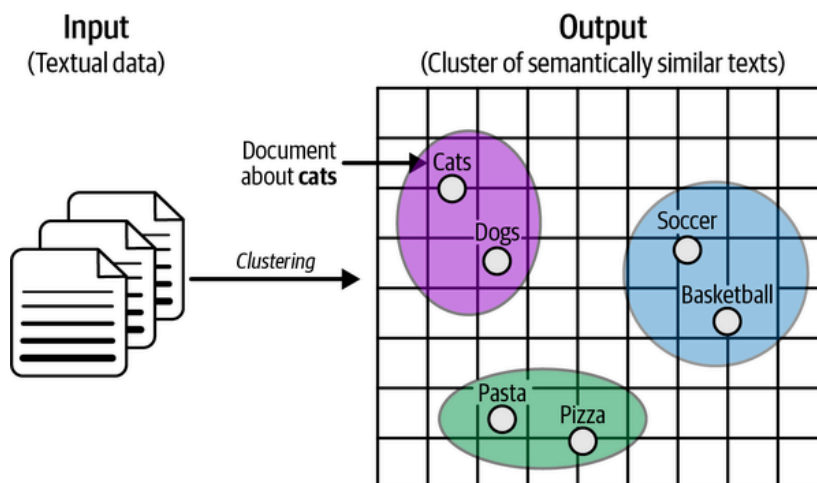 Input
(Textual data)
Output
(Cluster of semantically similar texts)
Document
about cats
Clustering
Cats
Dogs
Soccer
Basketball
Pasta
Pizza